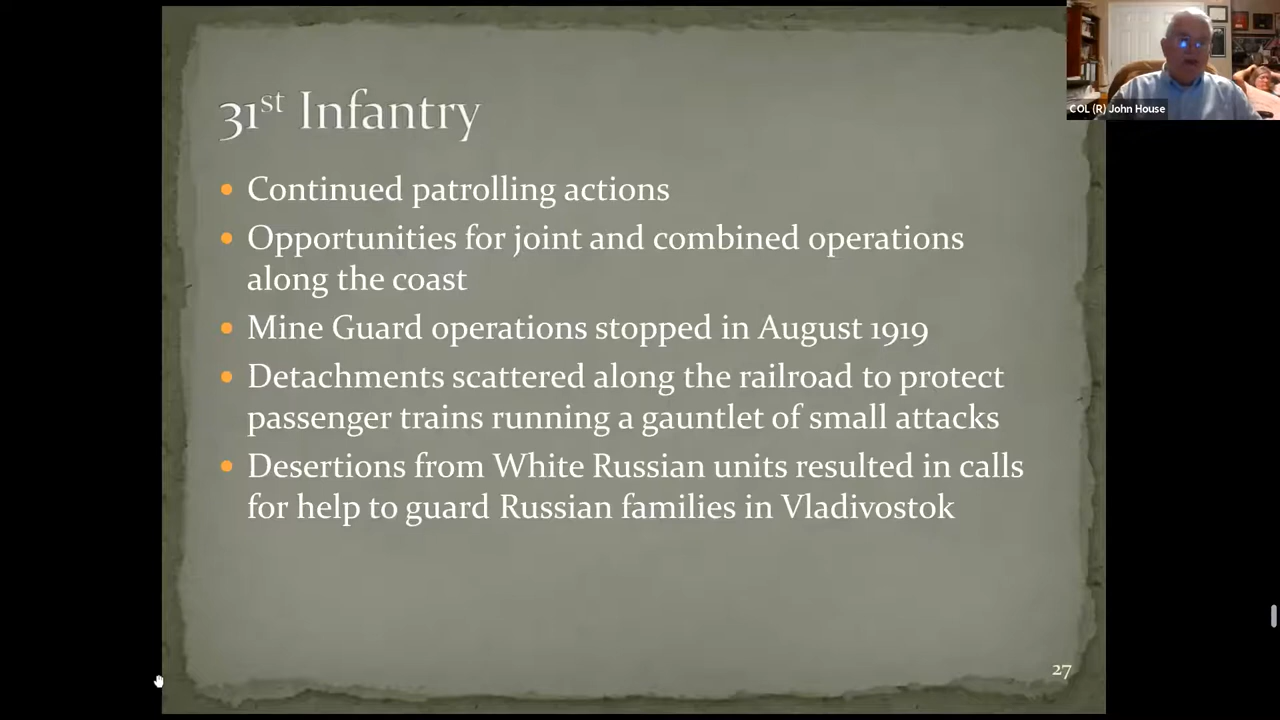 COL (R) John House
31st Infantry
Continued patrolling actions
Opportunities for joint and combined operations
along the coast
Mine Guard operations stopped in August 1919
Detachments scattered along the railroad to protect
passenger trains running a gauntlet of small attacks
Desertions from White Russian units resulted in calls
for help to guard Russian families in Vladivostok
27